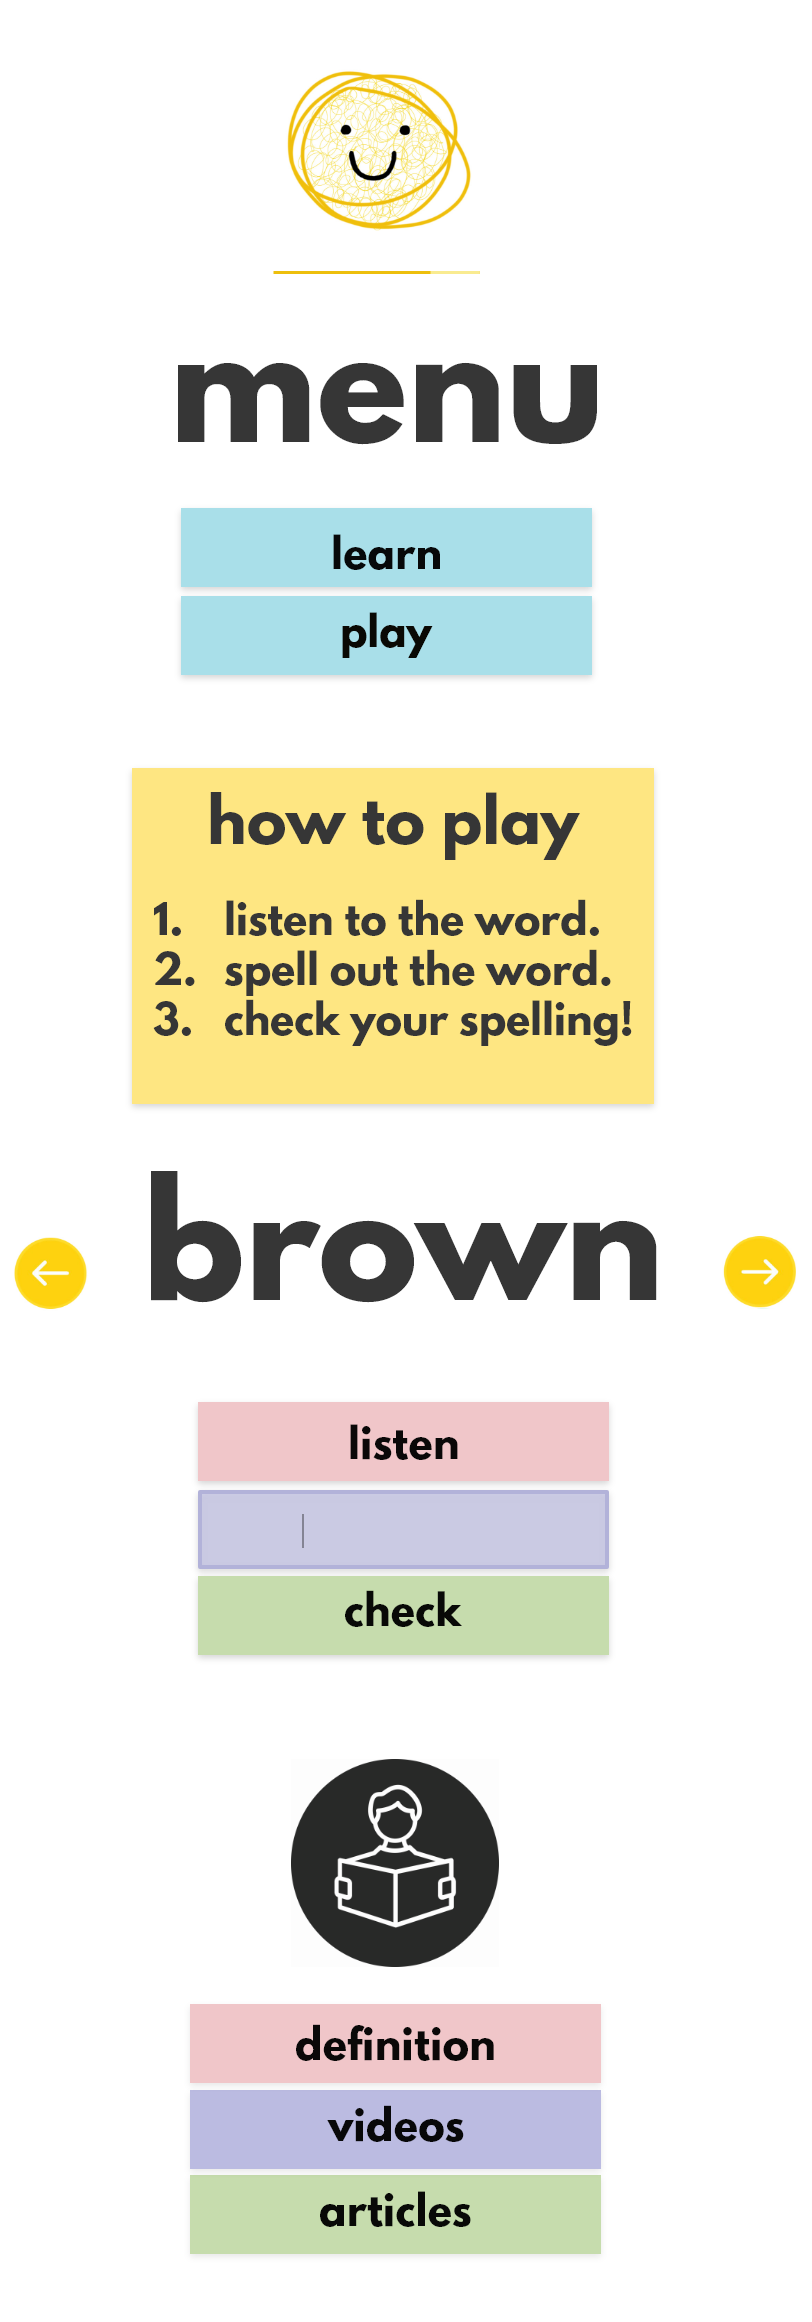 menu
learn
play
how to play
1. listen to the word.
2. spell out the word.
3. check your spelling!
brown
listen
check
definition
videos
articles